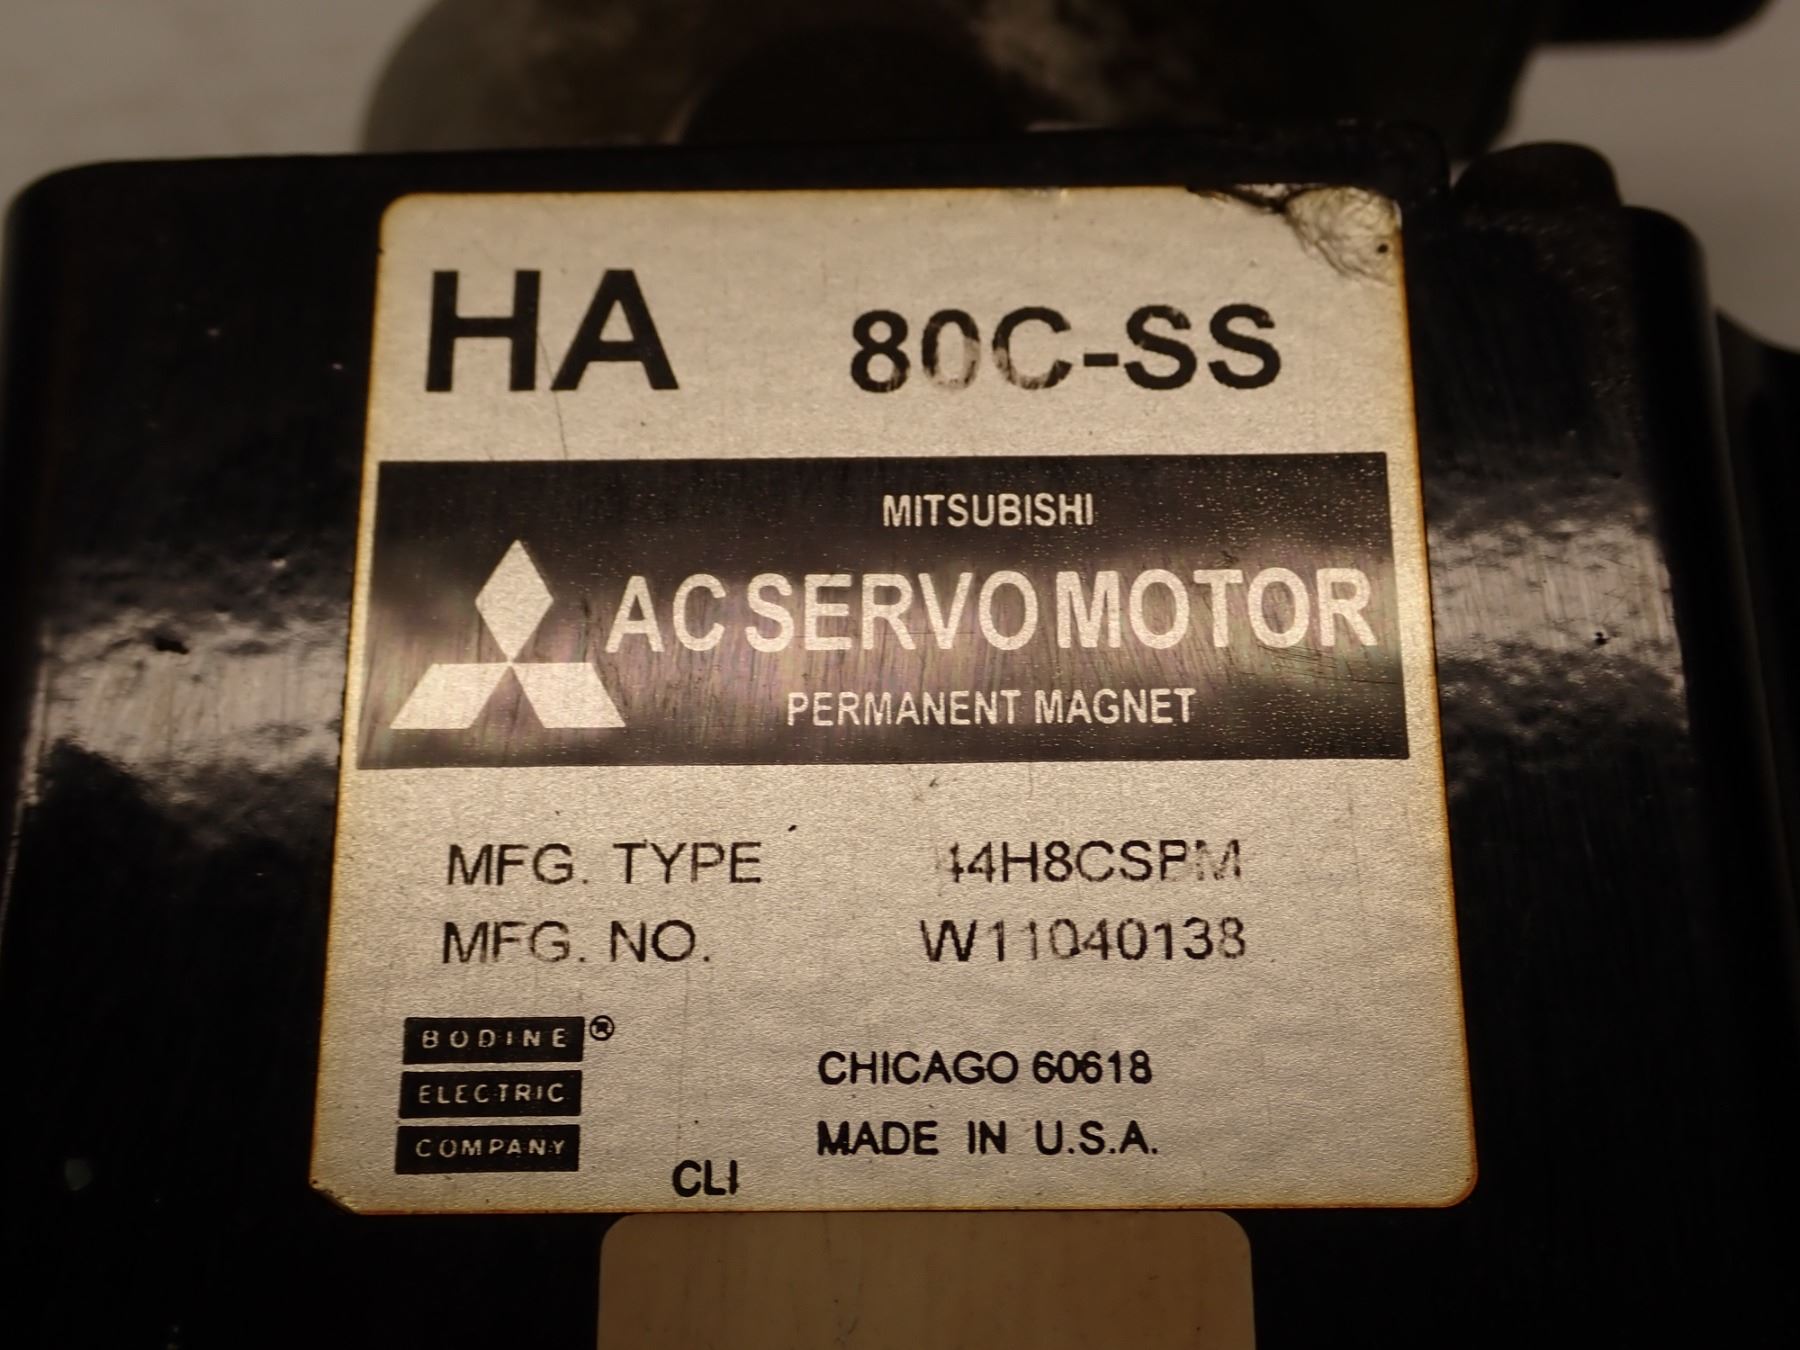 HA 80C-SS
MITSUBISHI
AC SERVO MOTOR
PERMANENT MAGNET
MFG. TYPE 44H8CSPM
MFG. NO. W11040138
BODINE ®
ELECTRIC
COMPANY
CHICAGO 60618
MADE IN U.S.A.
CLI